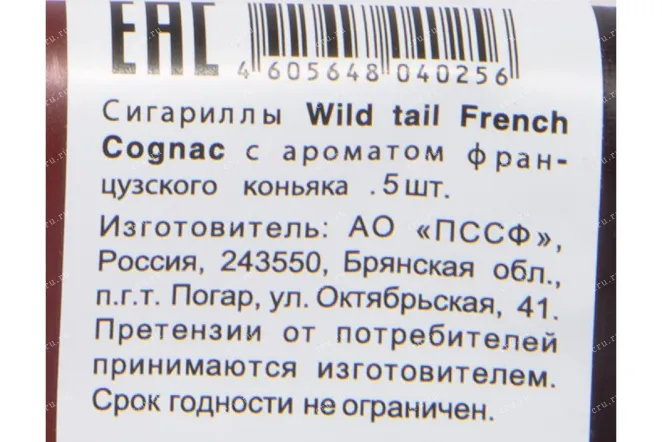 EAC
4 605648 040256
Сигариллы Wild tail French
Cognac с ароматом фран-
цузского коньяка .5шт.
Изготовитель: АО «ПССФ»,
Россия, 243550, Брянская обл.,
п.г.т. Погар, ул. Октябрьская, 41.
Претензии от потребителей
принимаются изготовителем.
Срок годности не ограничен.